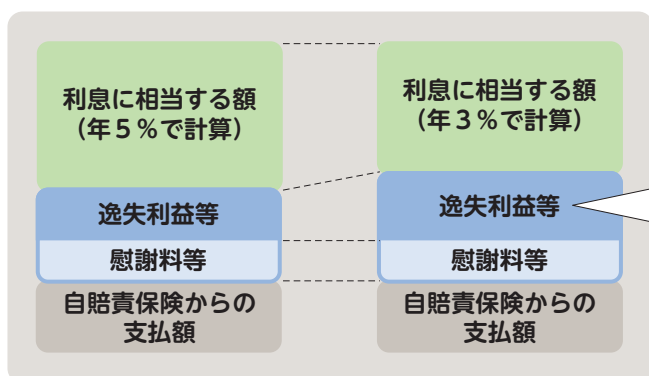 利息に相当する額
(年５％で計算)
逸失利益等
慰謝料等
自賠責保険からの
支払額
利息に相当する額
(年３％で計算)
逸失利益等
慰謝料等
自賠責保険からの
支払額